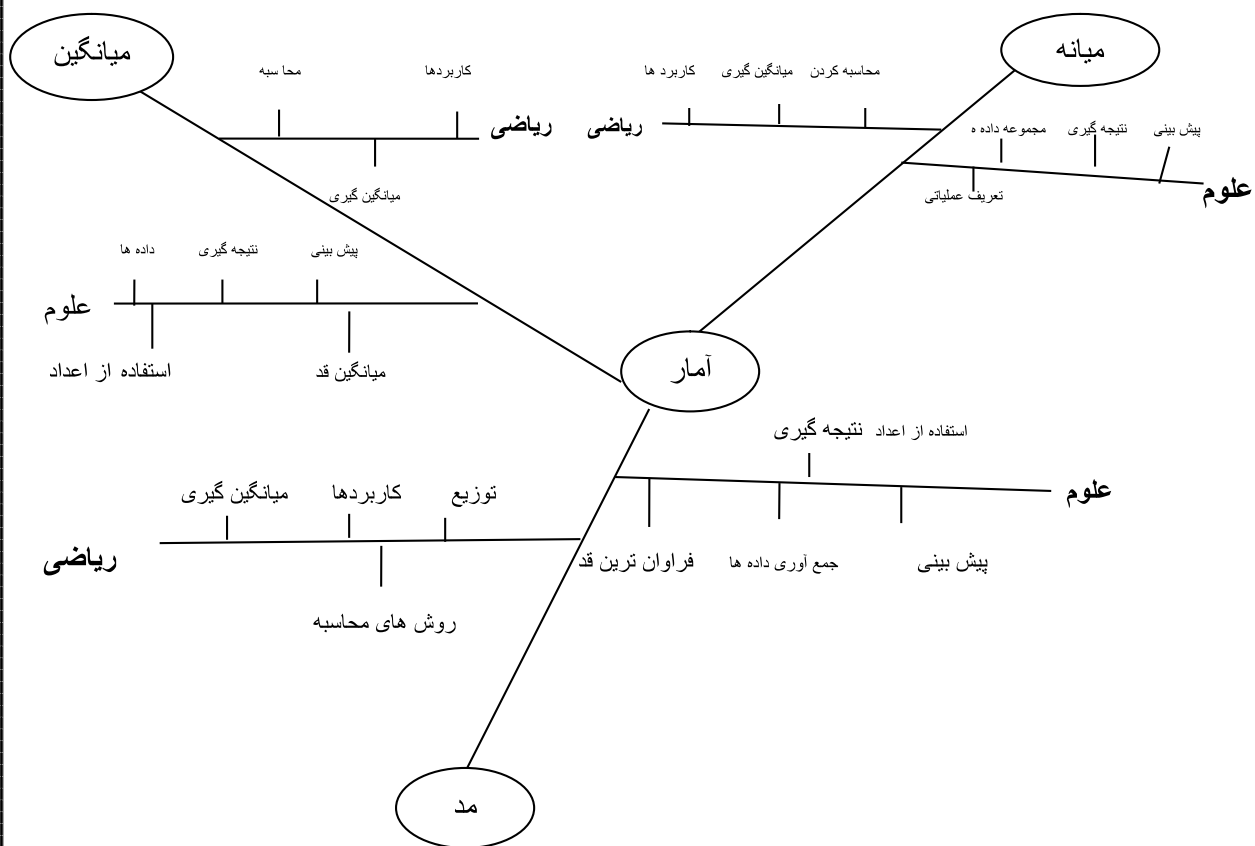 میانگین
میانه
محا سبه
کاربردها
ریاضی
میانگین گیری
محاسبه کردن
میانگین گیری
کاربرد ها
ریاضی
مجموعه داده ه
نتیجه گیری
پیش بینی
تعریف عملیاتی
علوم
داده ها
نتیجه گیری
پیش بینی
علوم
استفاده از اعداد
میانگین قد
آمار
نتیجه گیری
استفاده از اعداد
علوم
فراوان ترین قد
جمع آوری داده ها
پیش بینی
میانگین گیری
کاربردها
توزیع
ریاضی
روش های محاسبه
مد